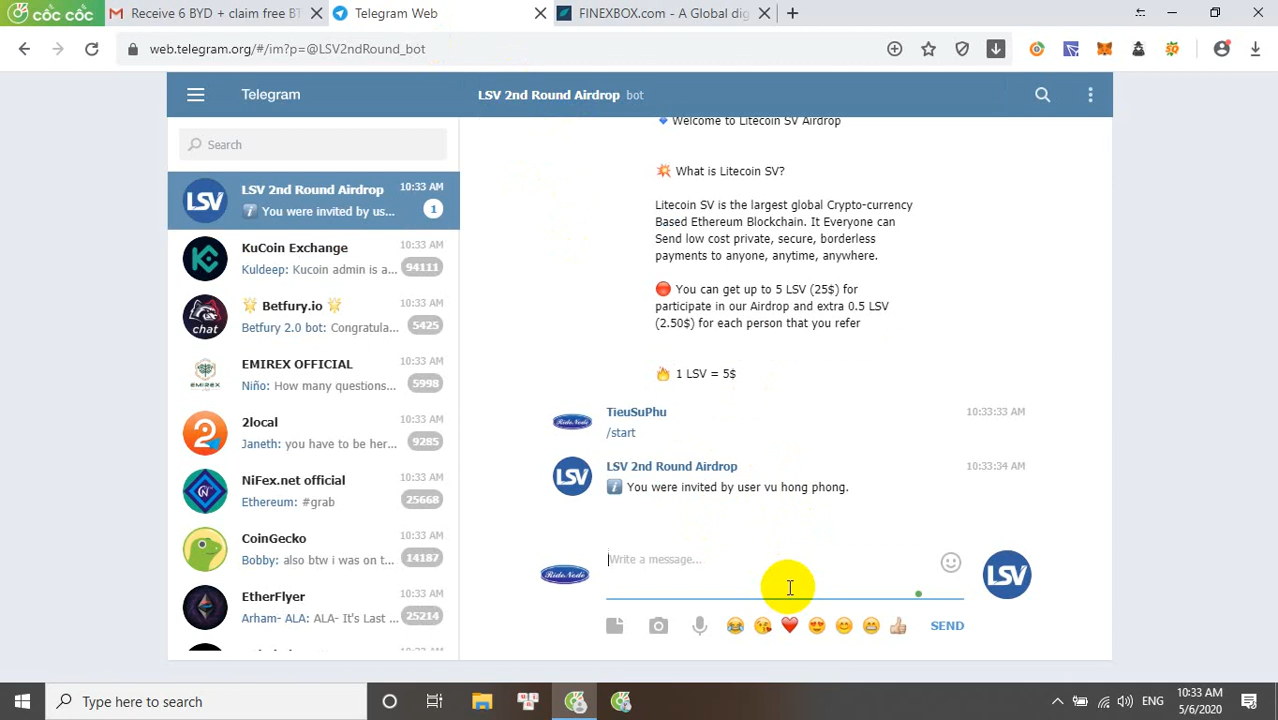 cốc cốc
Receive 6 BYD + claim free BT
Telegram Web
FINEXBOX.com - A Global dig
web.telegram.org/#/im?p=@LSV2ndRound_bot
Telegram
LSV 2nd Round Airdrop bot
Search
LSV
LSV 2nd Round Airdrop 10:33 AM
You were invited by us... 1
KuCoin Exchange 10:33 AM
Kuldeep: Kucoin admin is a... 94111
Betfury.io 10:33 AM
Betfury 2.0 bot: Congratula... 5425
chat
EMIREX OFFICIAL 10:33 AM
Niño: How many questions... 5998
EMIREX
2local 10:33 AM
Janeth: you have to be her... 9285
NiFex.net official 10:33 AM
Ethereum: #grab 25668
CoinGecko 10:33 AM
Bobby: also btw i was on t... 14187
EtherFlyer 10:33 AM
Arham- ALA: ALA- It's Last ... 25214
Welcome to Litecoin SV Airdrop
What is Litecoin SV?
Litecoin SV is the largest global Crypto-currency
Based Ethereum Blockchain. It Everyone can
Send low cost private, secure, borderless
payments to anyone, anytime, anywhere.
You can get up to 5 LSV (25$) for
participate in our Airdrop and extra 0.5 LSV
(2.50$) for each person that you refer
1 LSV = 5$
RideNode
TieuSuPhu 10:33:33 AM
/start
LSV
LSV 2nd Round Airdrop 10:33:34 AM
You were invited by user vu hong phong.
RideNode
Write a message...
LSV
SEND
Type here to search
ENG
10:33 AM
5/6/2020